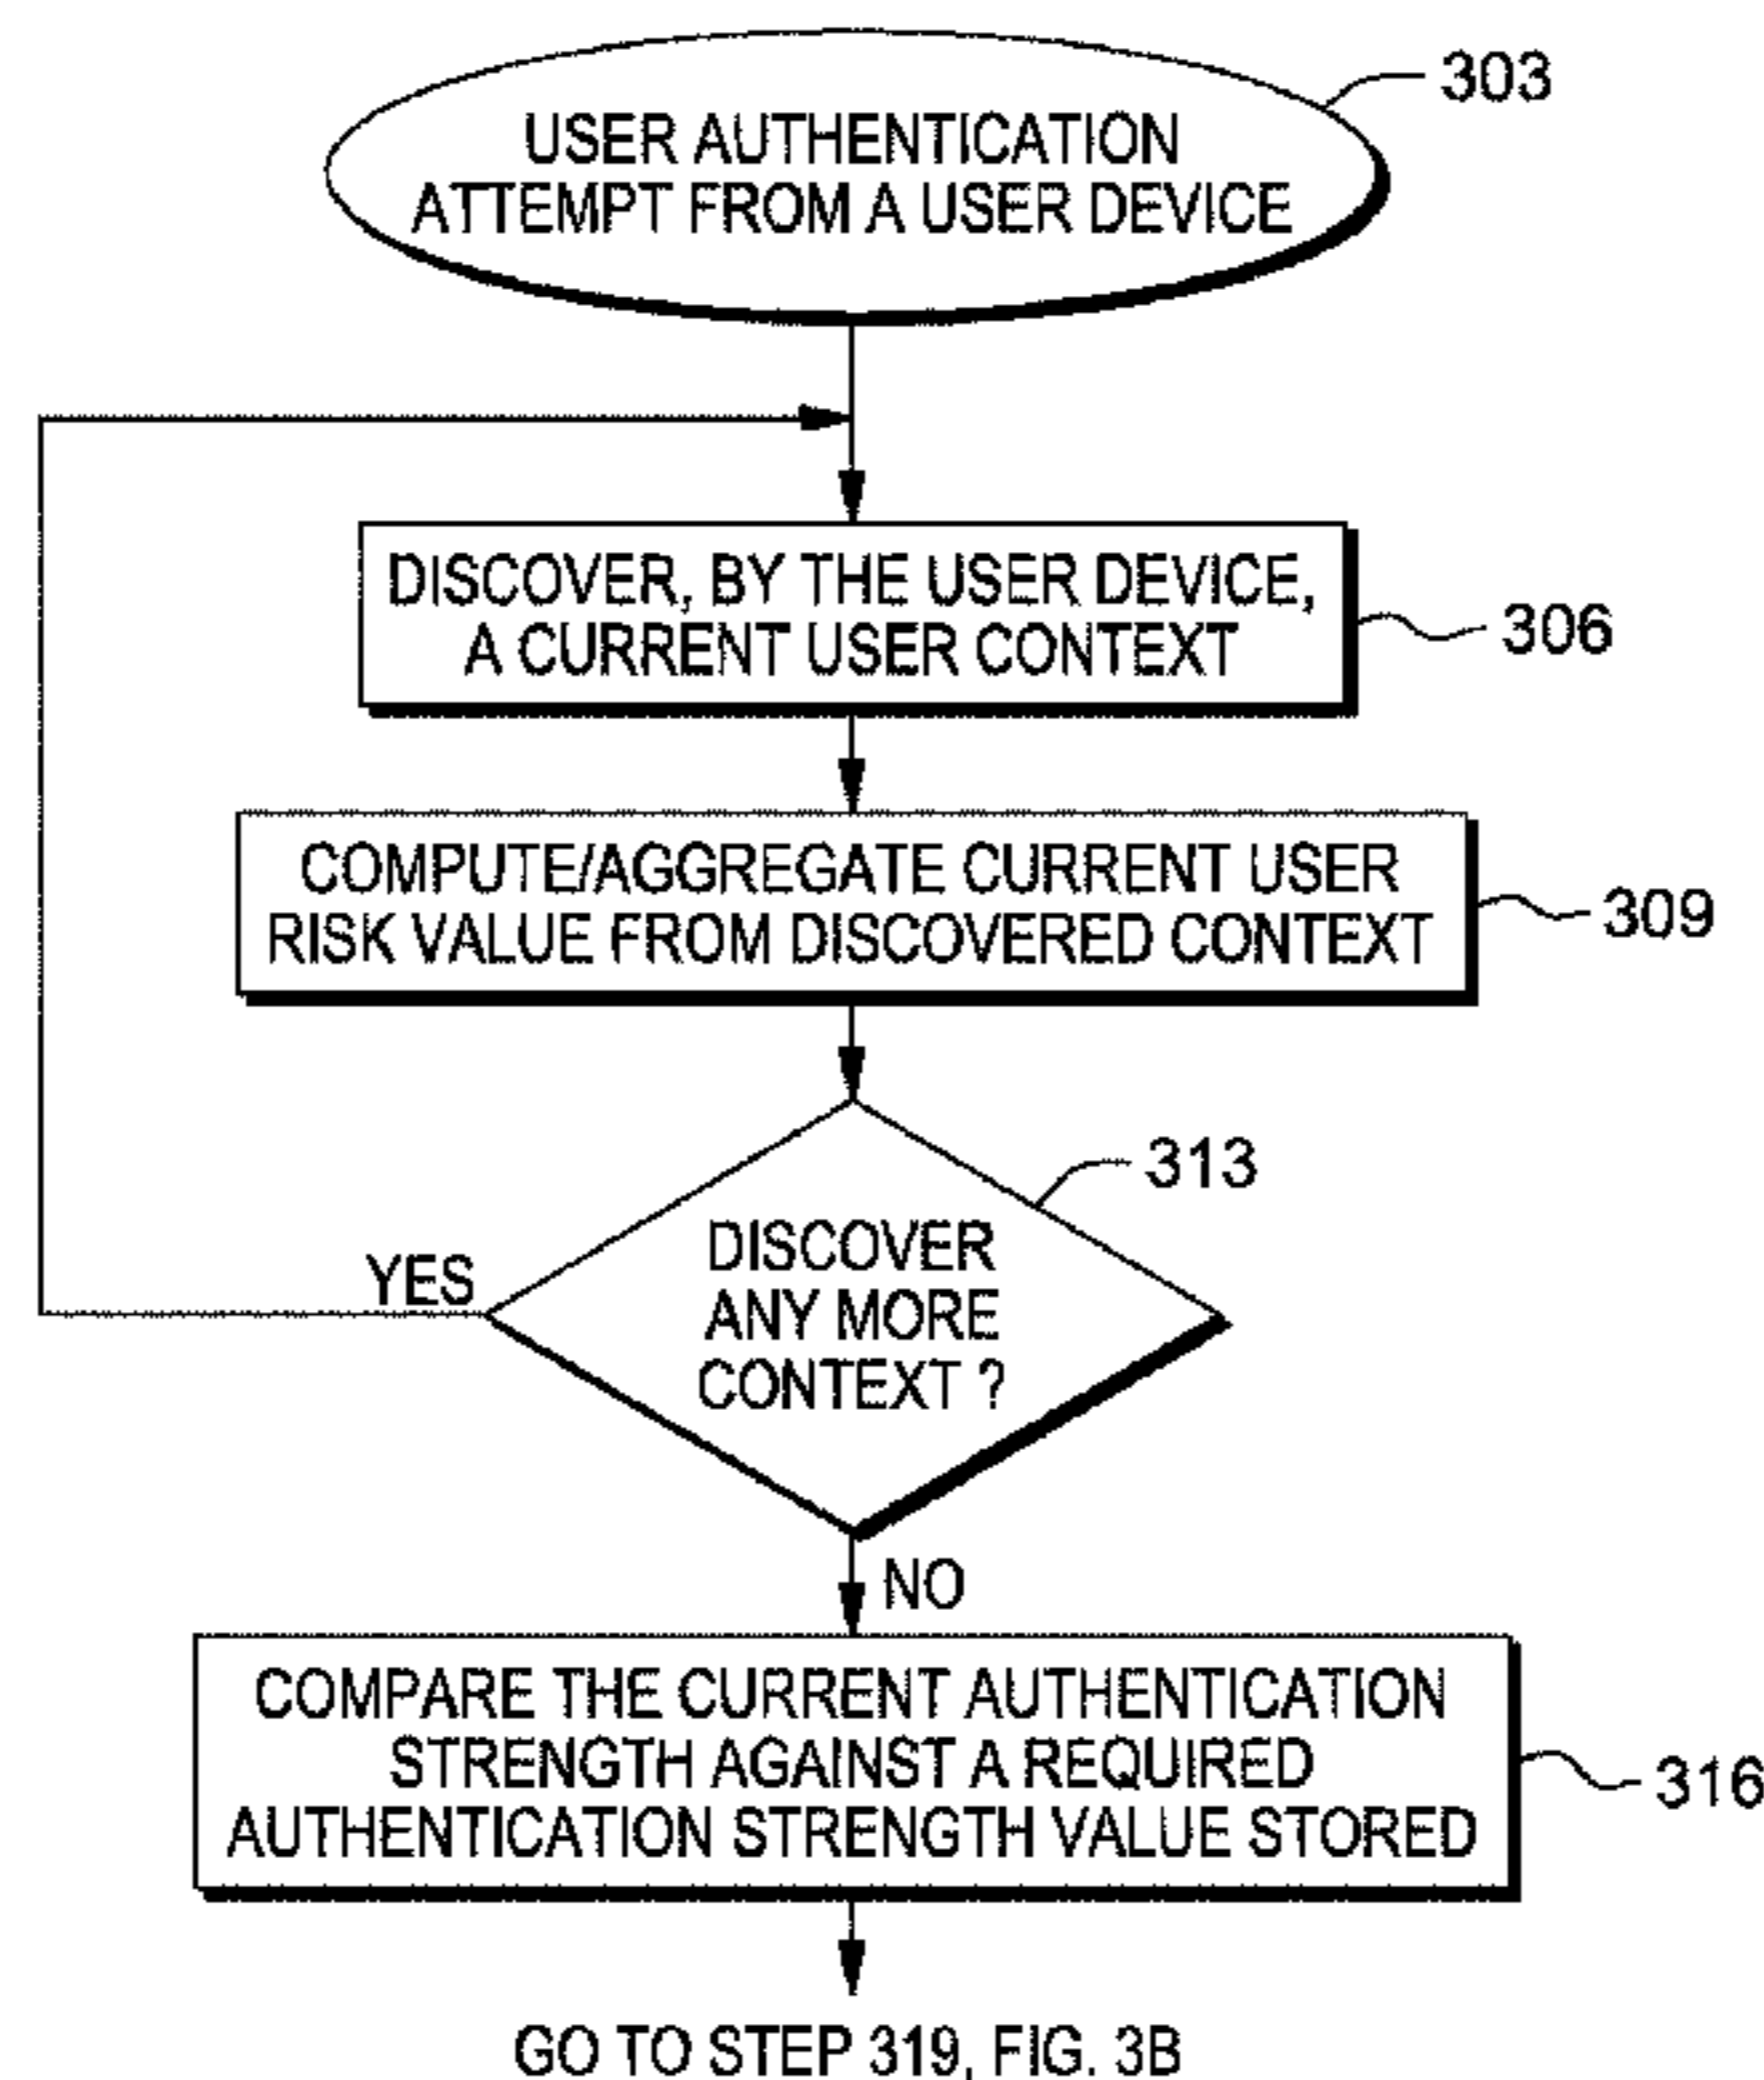 303
USER AUTHENTICATION
ATTEMPT FROM A USER DEVICE
DISCOVER, BY THE USER DEVICE,
A CURRENT USER CONTEXT
306
COMPUTE/AGGREGATE CURRENT USER
RISK VALUE FROM DISCOVERED CONTEXT
309
313
DISCOVER
ANY MORE
CONTEXT ?
YES
NO
COMPARE THE CURRENT AUTHENTICATION
STRENGTH AGAINST A REQUIRED
AUTHENTICATION STRENGTH VALUE STORED
316
GO TO STEP 319, FIG. 3B